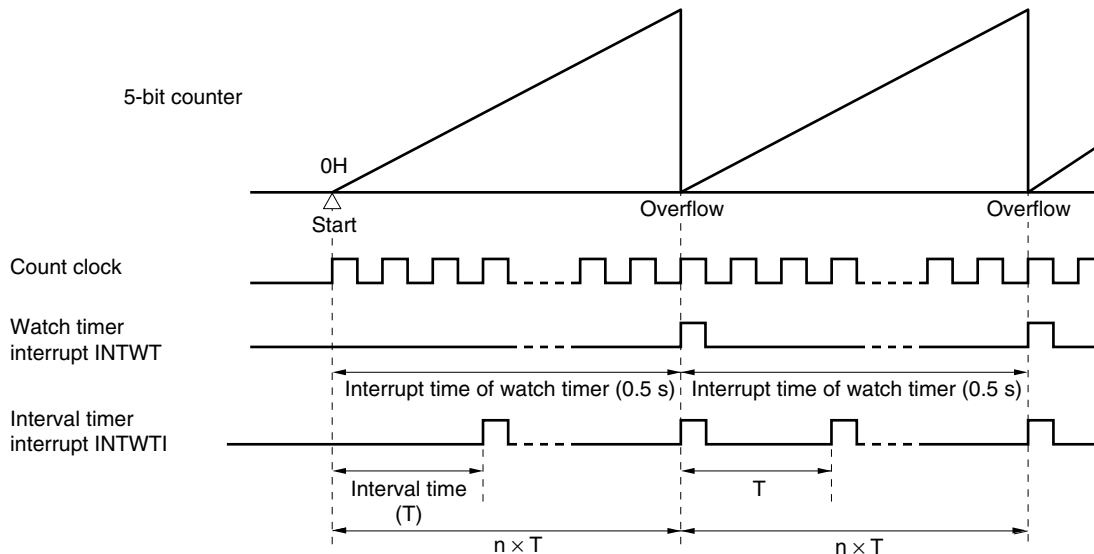 5-bit counter
0H
Start
Overflow
Overflow
Count clock
Watch timer
interrupt INTWT
Interrupt time of watch timer (0.5 s)
Interrupt time of watch timer (0.5 s)
Interval timer
interrupt INTWTI
Interval time
(T)
T
n × T
n × T